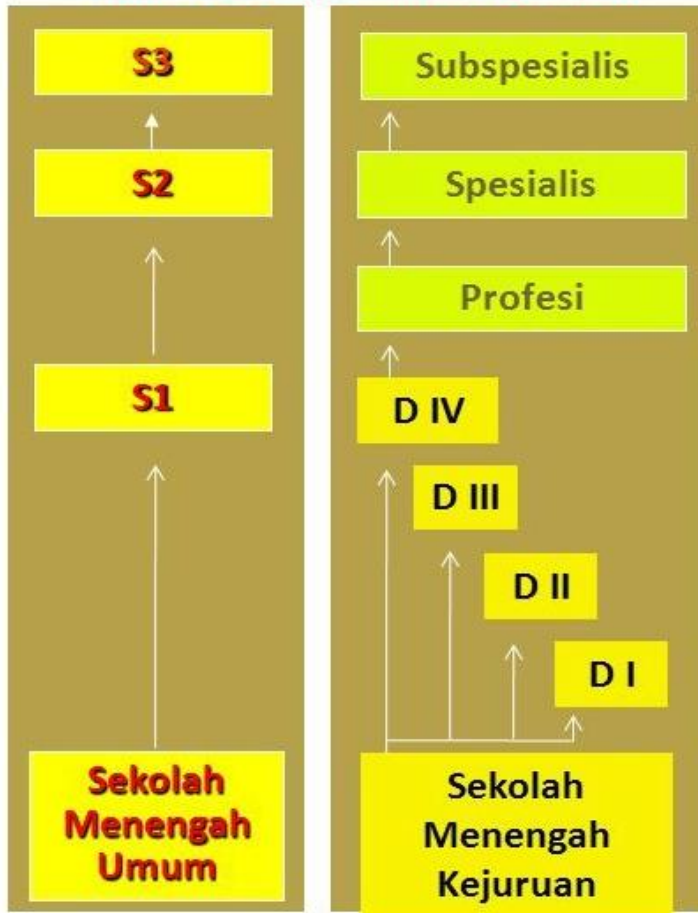 S3
S2
S1
Sekolah
Menengah
Umum
Subspesialis
Spesialis
Profesi
D IV
D III
D II
D I
Sekolah
Menengah
Kejuruan